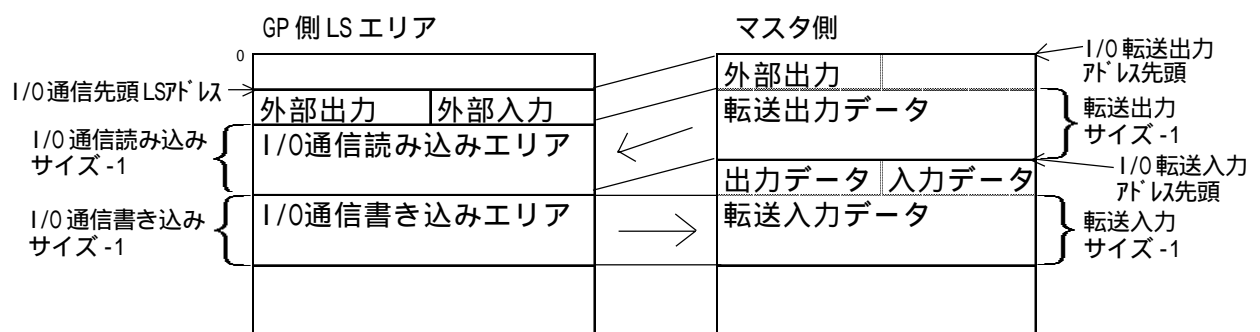 GP側LSエリア
マスタ側
0
I/O通信先頭LSｱﾄﾞﾚｽ
外部出力
外部入力
I/O通信読み込み
サイズ-1
I/O通信読み込みエリア
I/O通信書き込み
サイズ-1
I/O通信書き込みエリア
外部出力
転送出力データ
出力データ
入力データ
転送入力データ
I/O転送出力
ｱﾄﾞﾚｽ先頭
転送出力
サイズ-1
I/O転送入力
ｱﾄﾞﾚｽ先頭
転送入力
サイズ-1